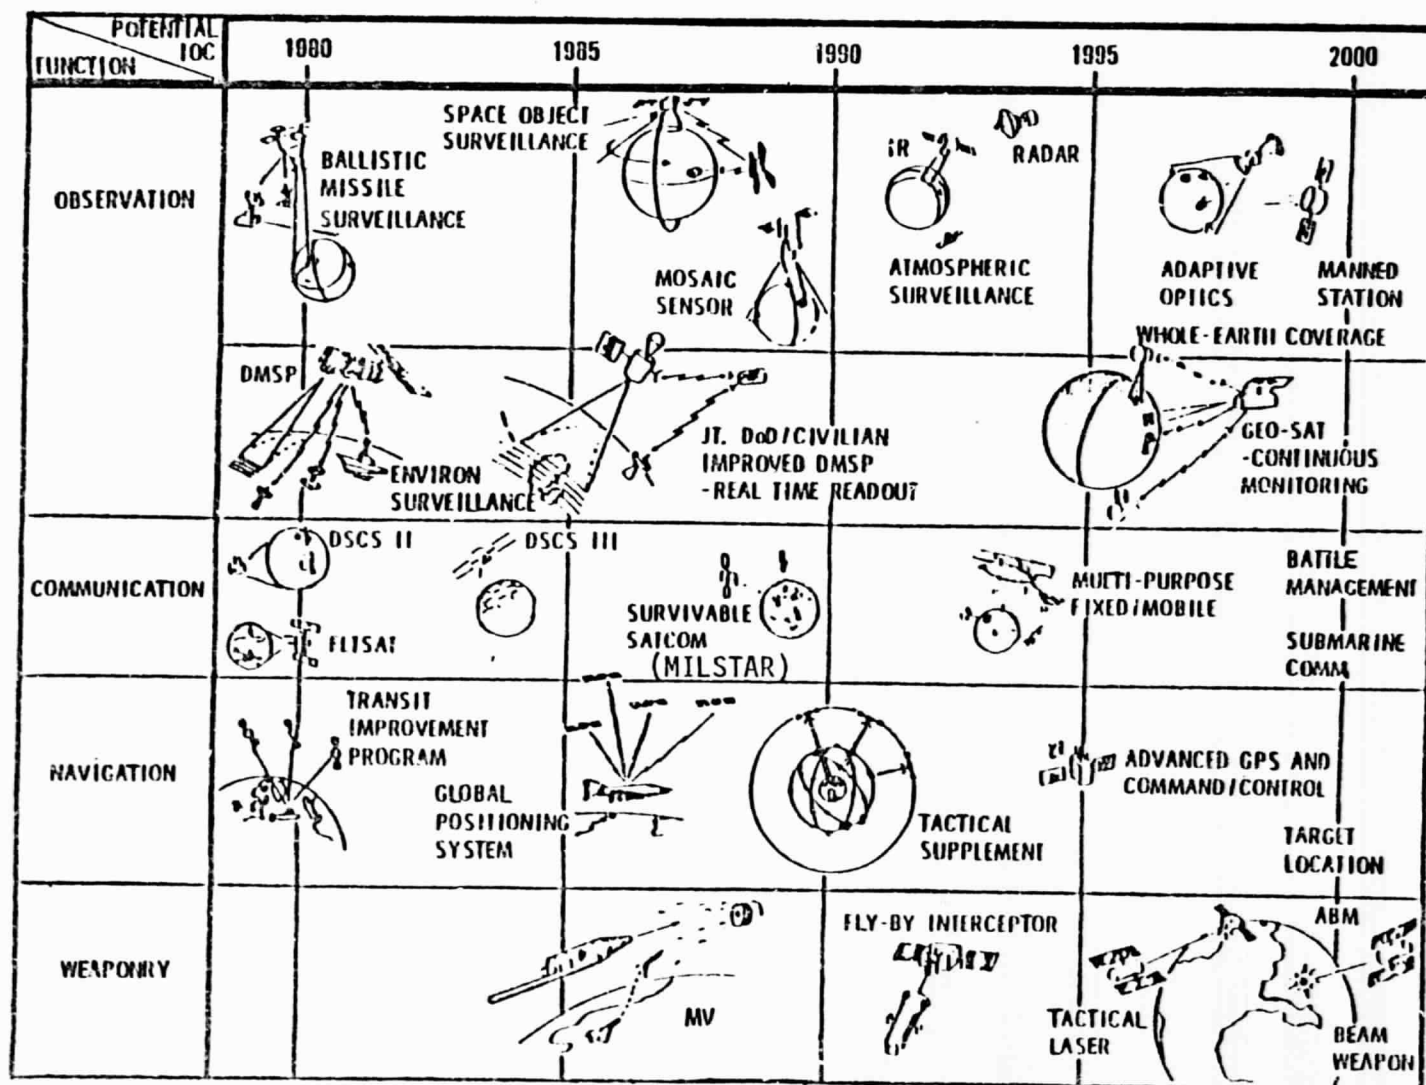 POTENTIAL
IOC
FUNCTION
1980
1985
1990
1995
2000
OBSERVATION
BALLISTIC
MISSILE
SURVEILLANCE
SPACE OBJECT
SURVEILLANCE
MOSAIC
SENSOR
IR
RADAR
ATMOSPHERIC
SURVEILLANCE
ADAPTIVE
OPTICS
MANNED
STATION
WHOLE-EARTH COVERAGE
DMSP
ENVIRON
SURVEILLANCE
JT. DoD/CIVILIAN
IMPROVED DMSP
-REAL TIME READOUT
GEO-SAT
-CONTINUOUS
MONITORING
COMMUNICATION
DSCS II
FLTSAT
DSCS III
SURVIVABLE
SATCOM
(MILSTAR)
MULTI-PURPOSE
FIXED/MOBILE
BATTLE
MANAGEMENT
SUBMARINE
COMM
NAVIGATION
TRANSIT
IMPROVEMENT
PROGRAM
GLOBAL
POSITIONING
SYSTEM
TACTICAL
SUPPLEMENT
ADVANCED GPS AND
COMMAND/CONTROL
TARGET
LOCATION
WEAPONRY
MV
FLY-BY INTERCEPTOR
TACTICAL
LASER
ABM
BEAM
WEAPON